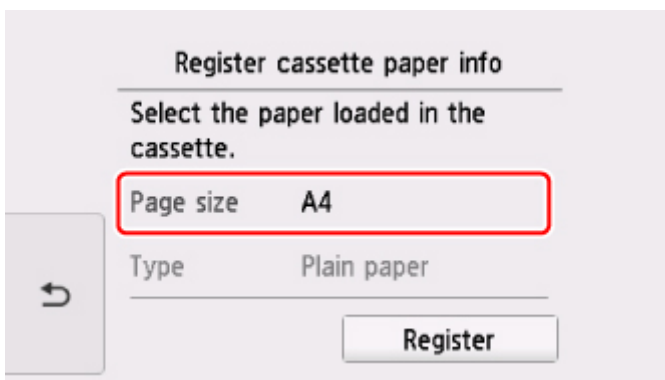 Register cassette paper info
Select the paper loaded in the
cassette.
Page size A4
Type Plain paper
Register